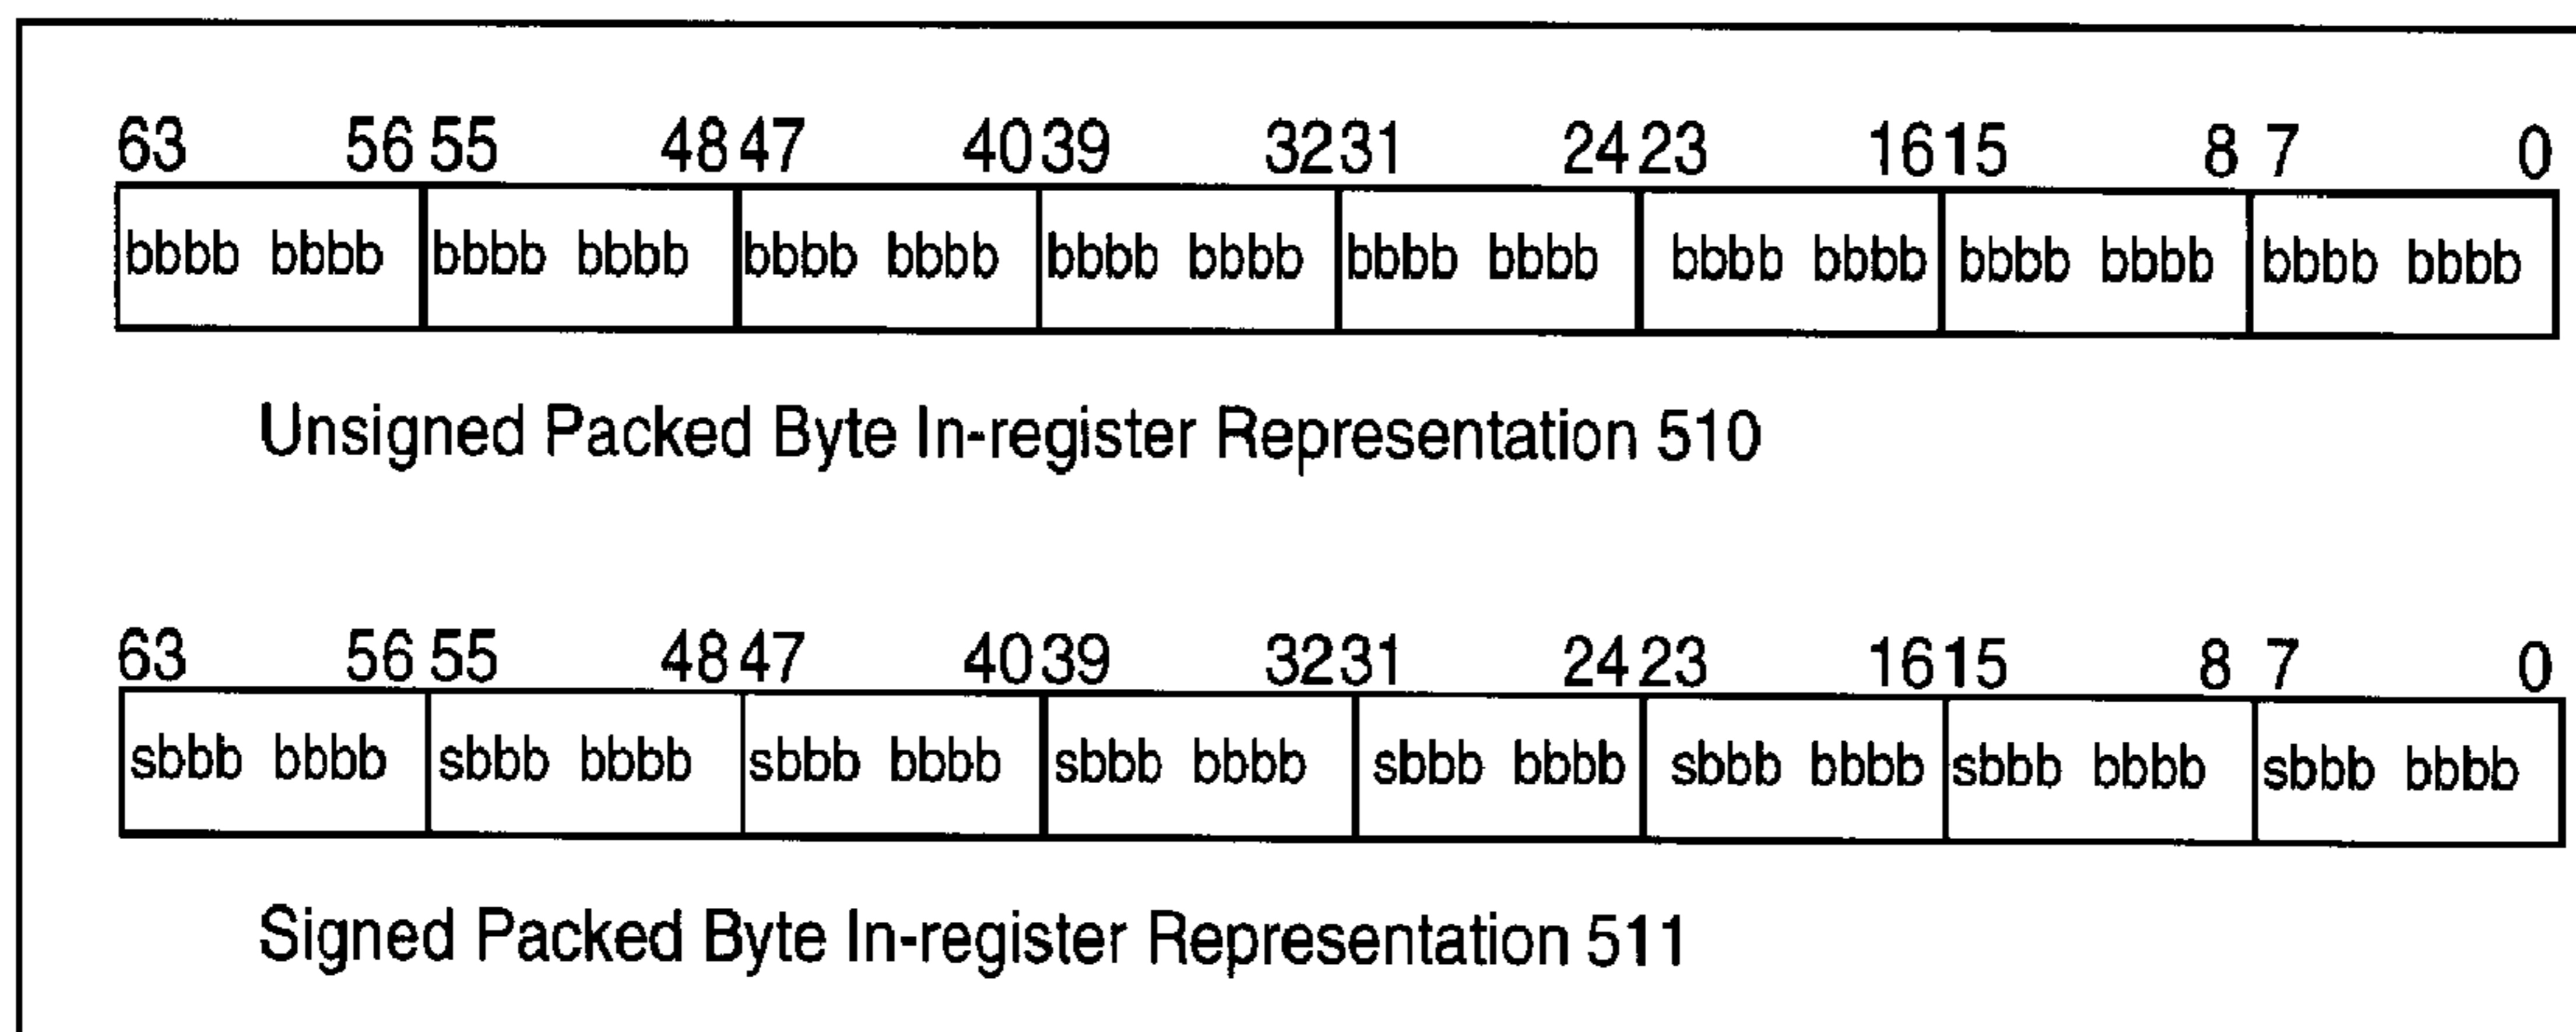 63 56 55 48 47 40 39 32 31 24 23 16 15 8 7 0
bbbb bbbb bbbb bbbb bbbb bbbb bbbb bbbb bbbb bbbb bbbb bbbb bbbb bbbb bbbb bbbb
Unsigned Packed Byte In-register Representation 510
63 56 55 48 47 40 39 32 31 24 23 16 15 8 7 0
sbbb bbbb sbbb bbbb sbbb bbbb sbbb bbbb sbbb bbbb sbbb bbbb sbbb bbbb sbbb bbbb
Signed Packed Byte In-register Representation 511